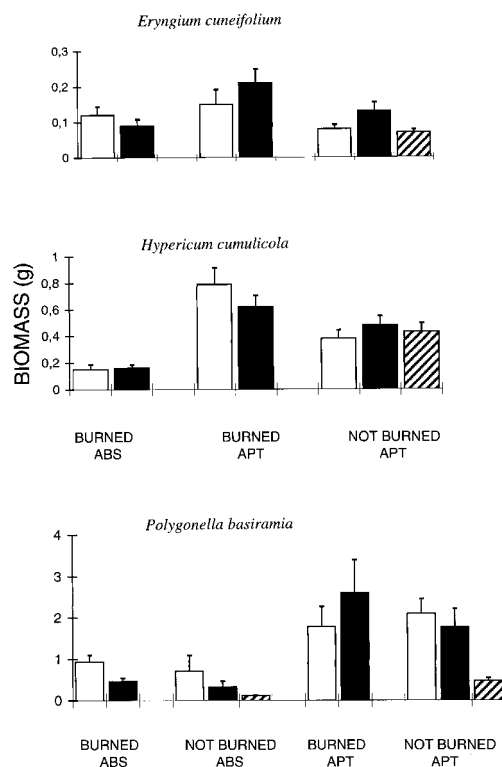 Eryngium cuneifolium
0,3
0,2
0,1
0
Hypericum cumulicola
BIOMASS (g)
1
0,8
0,6
0,4
0,2
0
BURNED ABS
BURNED APT
NOT BURNED APT
Polygonella basiramia
4
3
2
1
0
BURNED ABS
NOT BURNED ABS
BURNED APT
NOT BURNED APT